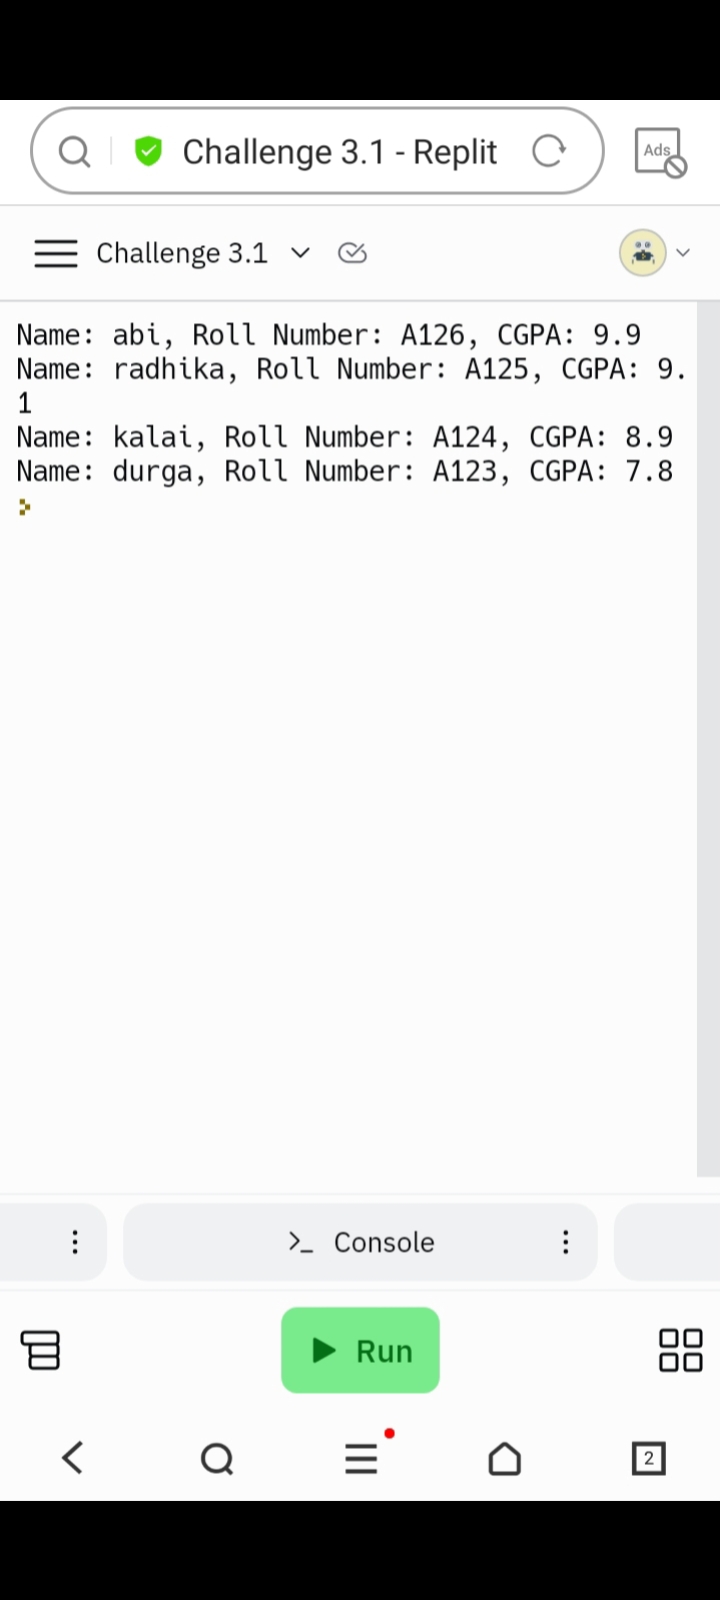 Challenge 3.1 - Replit
Ads
Challenge 3.1
Name: abi, Roll Number: A126, CGPA: 9.9
Name: radhika, Roll Number: A125, CGPA: 9.
1
Name: kalai, Roll Number: A124, CGPA: 8.9
Name: durga, Roll Number: A123, CGPA: 7.8
>
>_ Console
Run
2